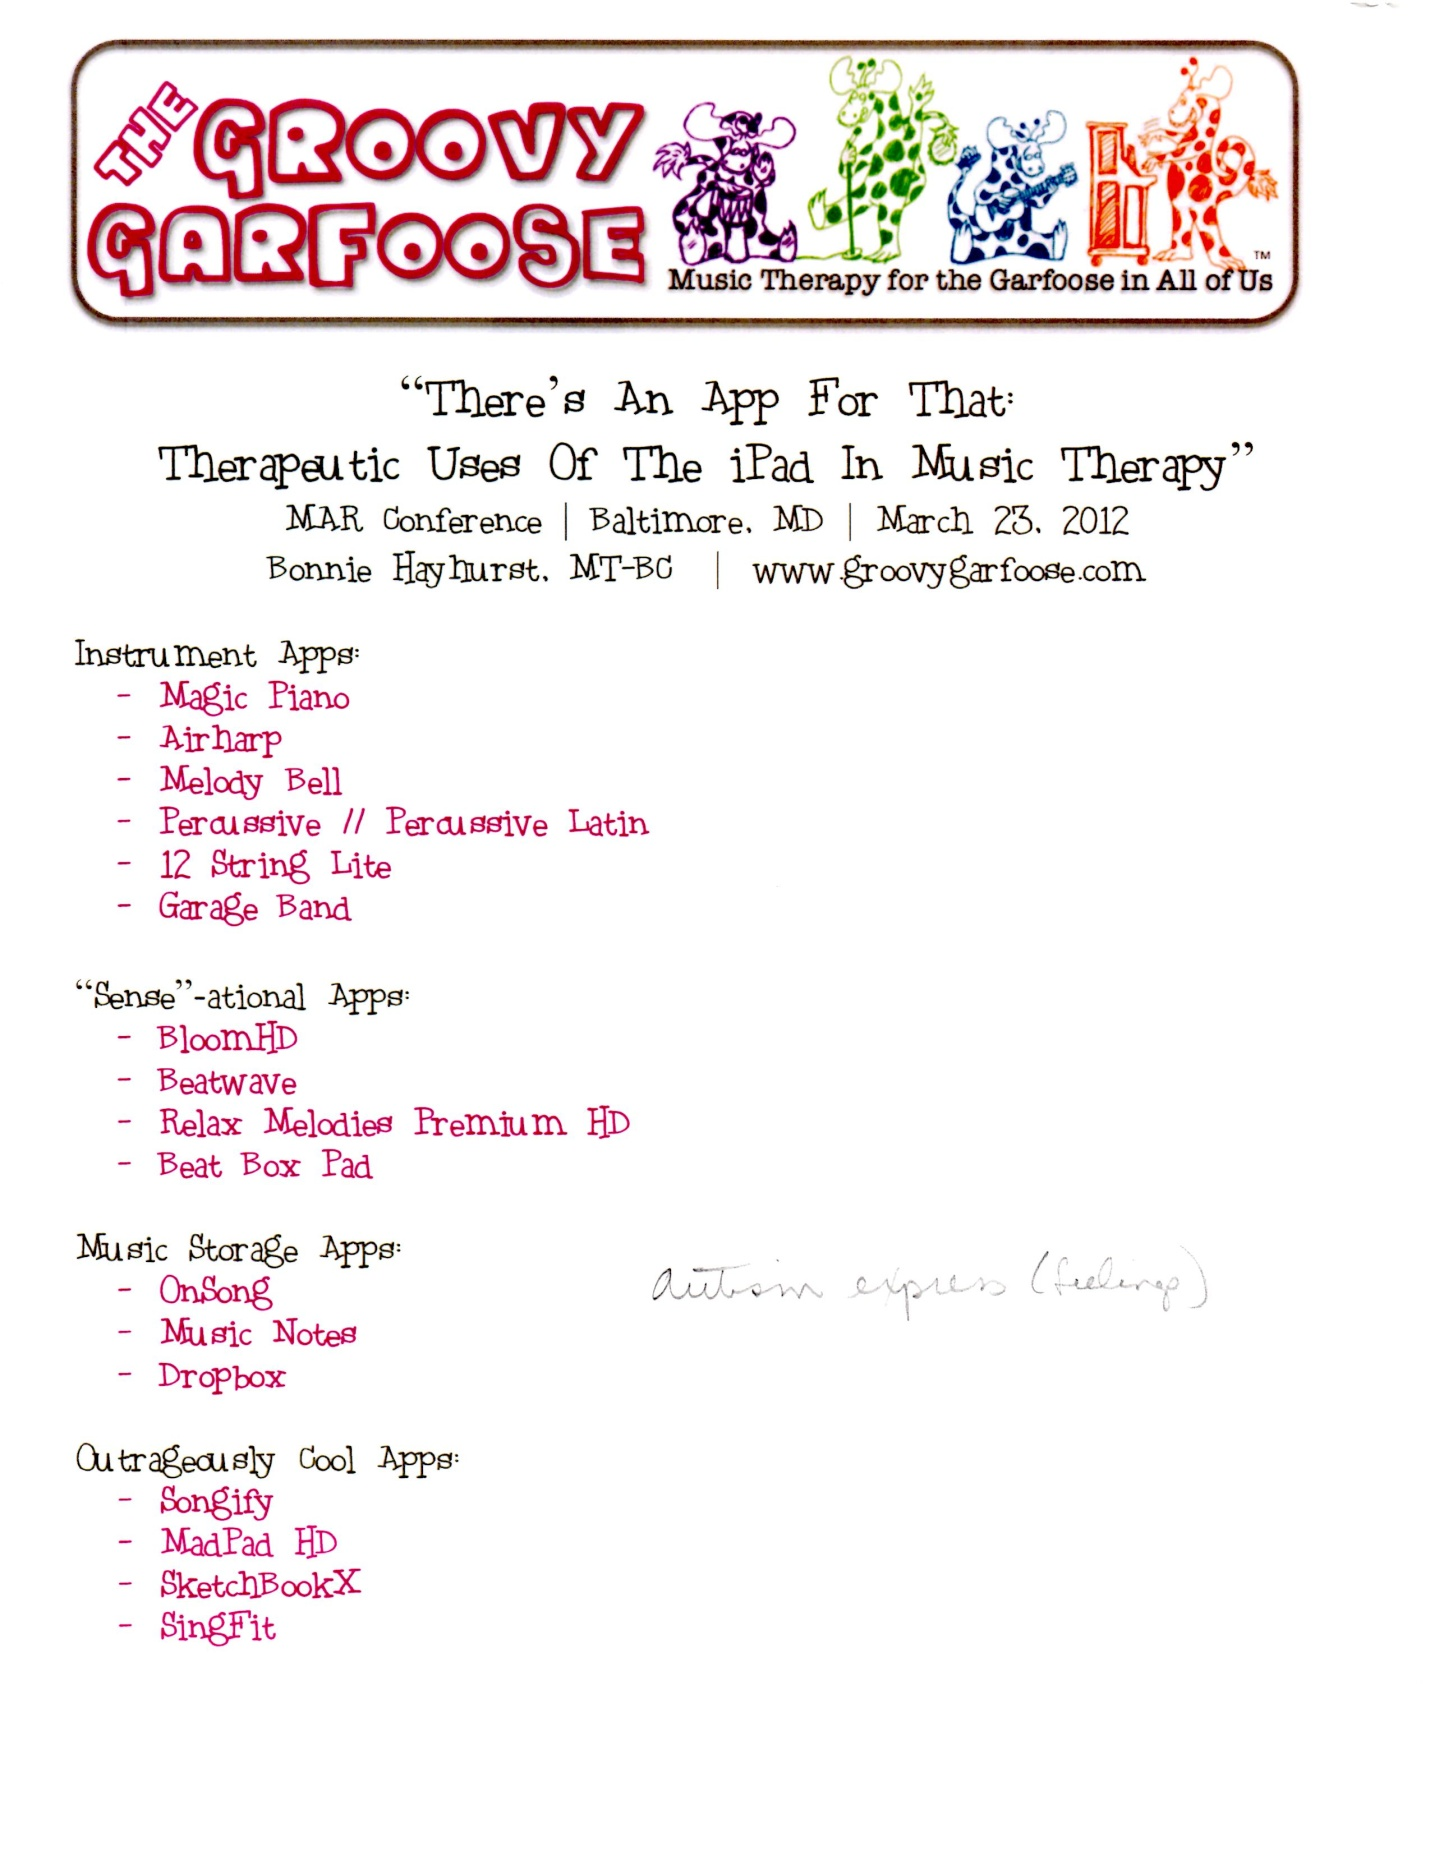 THE GROOVY
GARFOOSE
Music Therapy for the Garfoose in All of Us
TM
“There’s An App For That:
Therapeutic Uses Of The iPad In Music Therapy”
MAR Conference | Baltimore, MD | March 23, 2012
Bonnie Hayhurst, MT-BC | www.groovygarfoose.com
Instrument Apps:
- Magic Piano
- Airharp
- Melody Bell
- Percussive // Percussive Latin
- 12 String Lite
- Garage Band
“Sense”-ational Apps:
- BloomHD
- Beatwave
- Relax Melodies Premium HD
- Beat Box Pad
Music Storage Apps:
- OnSong
autism express (feelings)
- Music Notes
- Dropbox
Outrageously Cool Apps:
- Songify
- MadPad HD
- SketchBookX
- SingFit